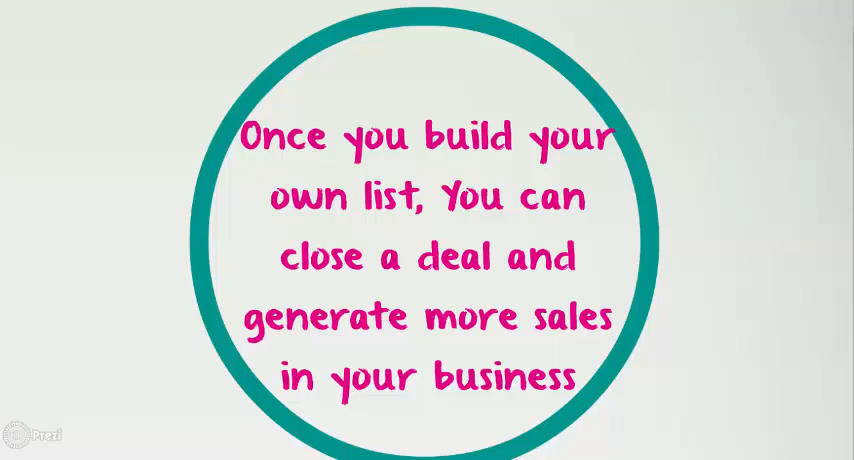 Once you build your
own list, You can
close a deal and
generate more sales
in your business
Prezi